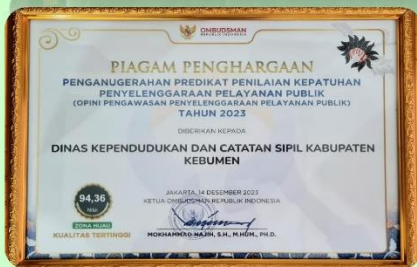 OMBUDSMAN
REPUBLIK INDONESIA
PIAGAM PENGHARGAAN
PENGANUGERAHAN PREDIKAT PENILAIAN KEPATUHAN
PENYELENGGARAAN PELAYANAN PUBLIK
(OPINI PENGAWASAN PENYELENGGARAAN PELAYANAN PUBLIK)
TAHUN 2023
DIBERIKAN KEPADA
DINAS KEPENDUDUKAN DAN CATATAN SIPIL KABUPATEN
KEBUMEN
JAKARTA, 14 DESEMBER 2023
KETUA OMBUDSMAN REPUBLIK INDONESIA
94,36
Nilai
ZONA HIJAU
KUALITAS TERTINGGI
MOKHAMMAD NAJIH, S.H., M.HUM., PH.D.